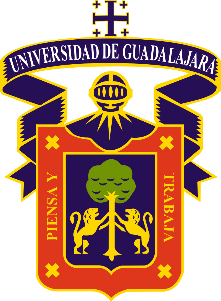 UNIVERSIDAD DE GUADALAJARA
PIENSA Y
TRABAJA